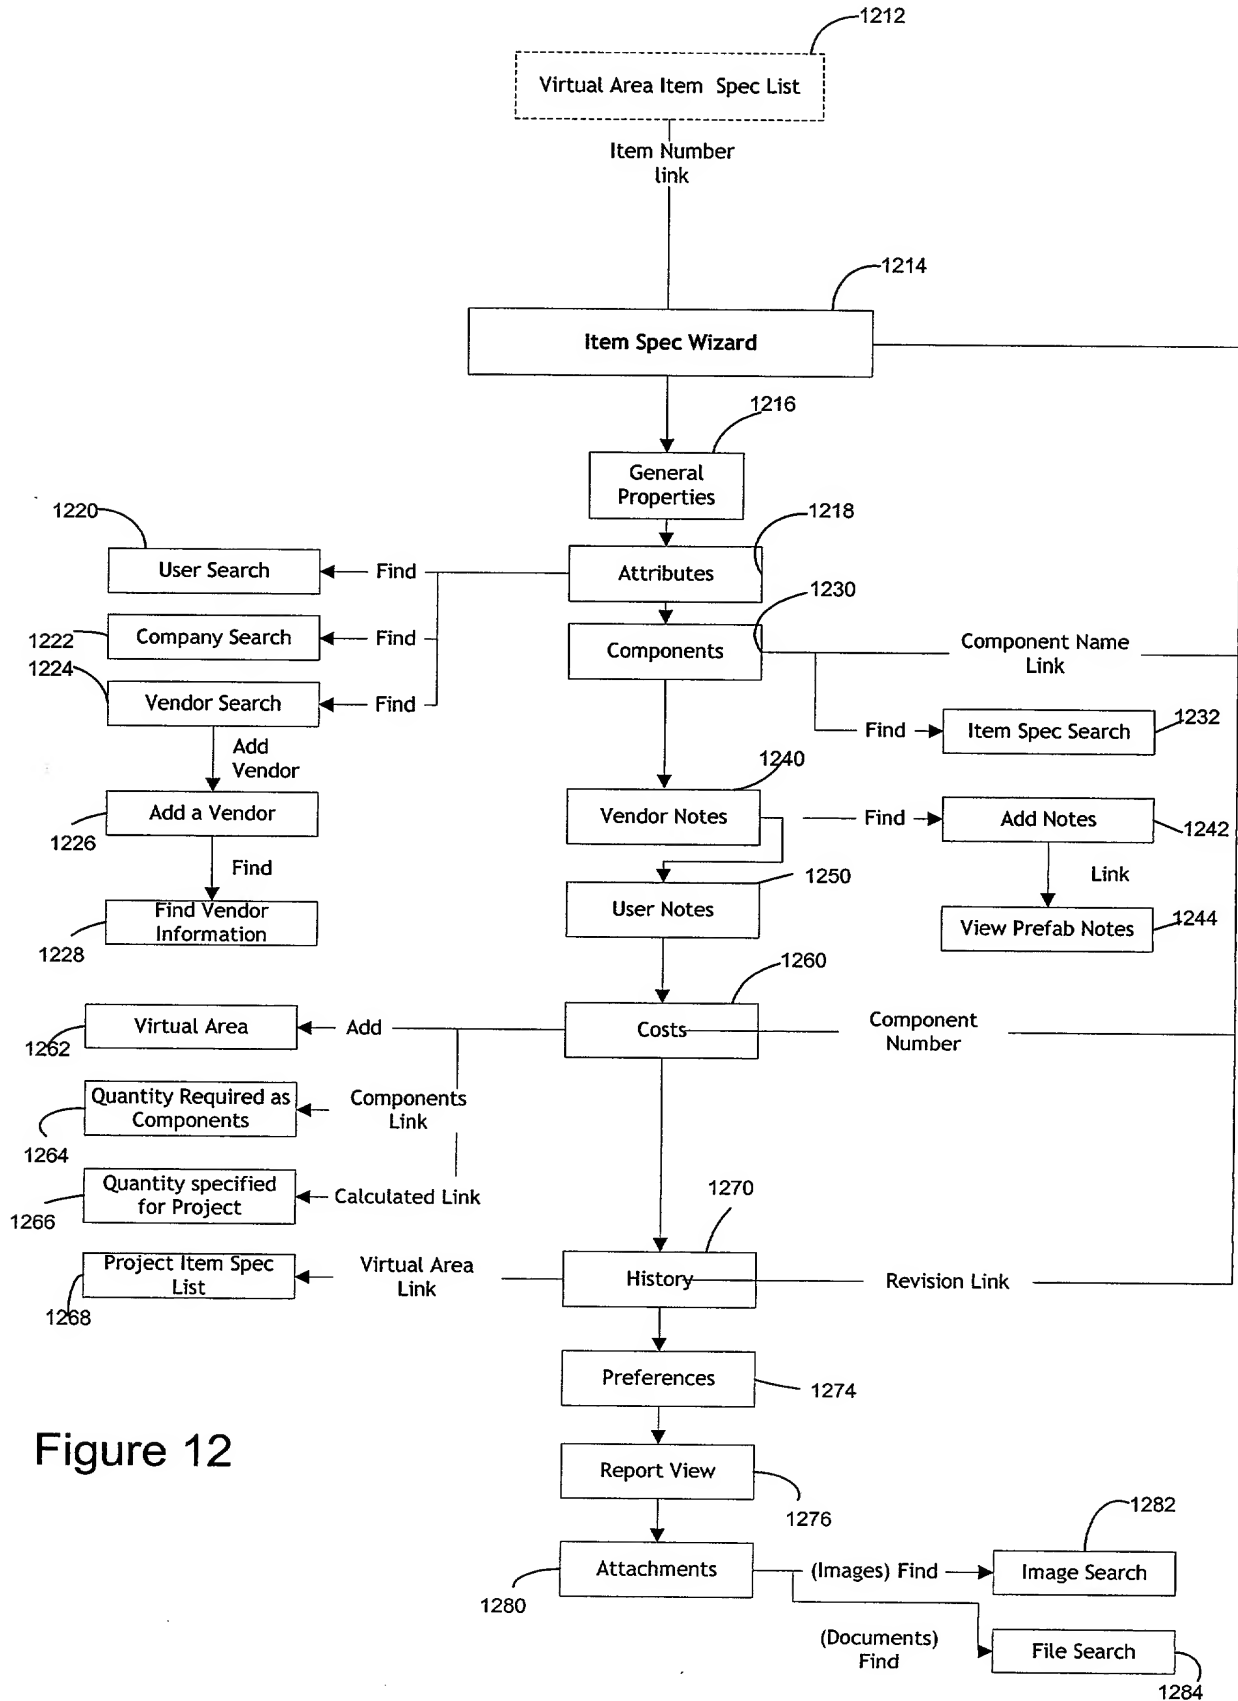 1212
Virtual Area Item Spec List
Item Number
link
1214
Item Spec Wizard
1216
General
Properties
1220
1218
User Search
Find
Attributes
1230
1222
Company Search
Find
Components
Component Name
Link
1224
Vendor Search
Find
1232
Find
Item Spec Search
Add
Vendor
1240
Add a Vendor
1226
Vendor Notes
Find
Add Notes
1242
Find
1250
Link
Find Vendor
Information
1228
User Notes
View Prefab Notes
1244
1260
Virtual Area
Add
Costs
Component
Number
1262
Quantity Required as
Components
Components
Link
1264
Quantity specified
for Project
Calculated Link
1270
1266
Project Item Spec
List
Virtual Area
Link
History
Revision Link
1268
Preferences
1274
Figure 12
Report View
1276
1282
Attachments
(Images) Find
Image Search
1280
(Documents)
Find
File Search
1284